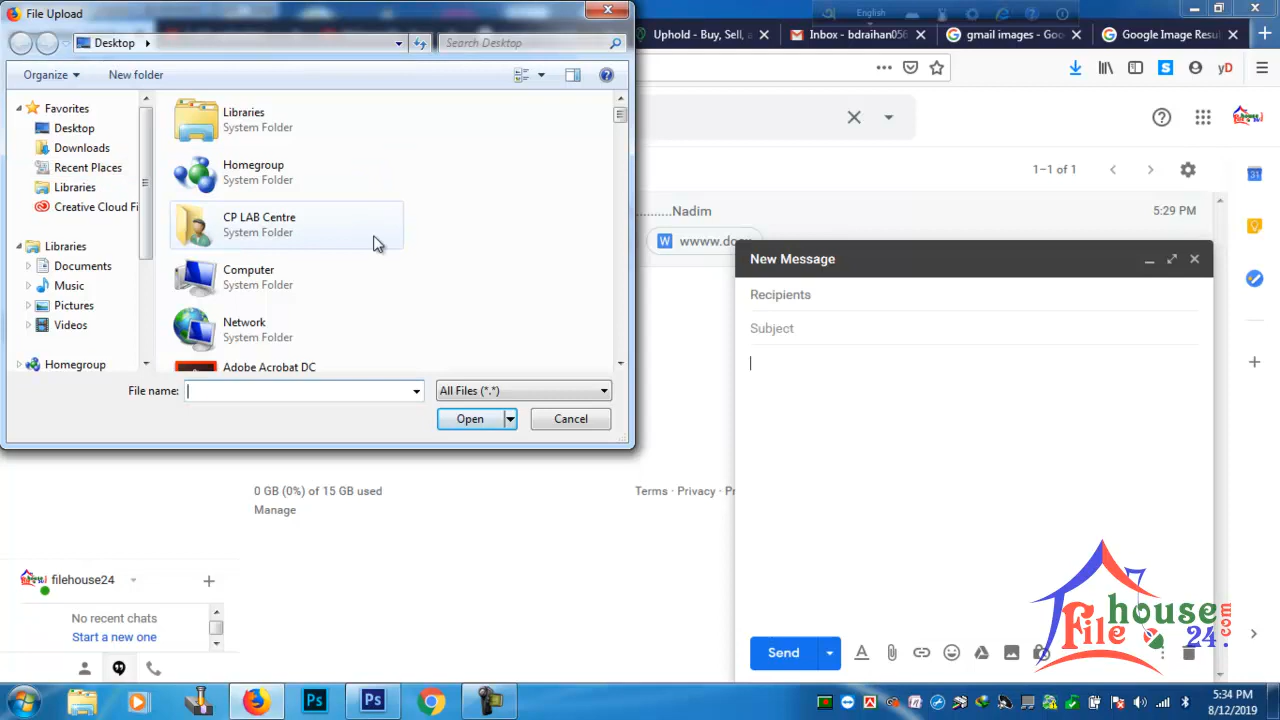 File Upload
English
Desktop
Search Desktop
Uphold - Buy, Sell, a
Inbox - bdraihan056
gmail images - Goo
Google Image Resul
Organize
New folder
yD
Favorites
Desktop
Downloads
Recent Places
Libraries
Creative Cloud Fi
Libraries
Documents
Music
Pictures
Videos
Homegroup
Libraries
System Folder
Homegroup
System Folder
CP LAB Centre
System Folder
Computer
System Folder
Network
System Folder
Adobe Acrobat DC
File name:
All Files (*.*)
Open
Cancel
1–1 of 1
.........Nadim
5:29 PM
W wwww.docx
New Message
Recipients
Subject
Send
0 GB (0%) of 15 GB used
Manage
Terms · Privacy · Pr
filehouse24
No recent chats
Start a new one
File house 24 .com
Ps
Ps
5:34 PM
8/12/2019